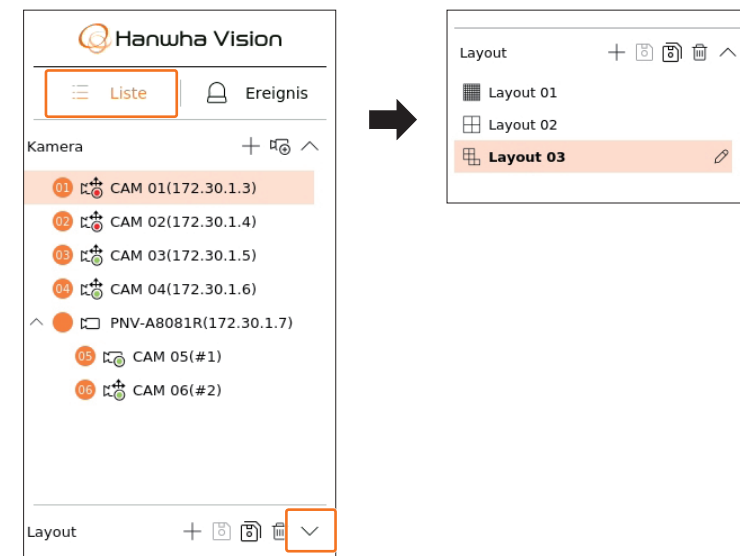 Hanwha Vision
Liste
Ereignis
Kamera
01 CAM 01(172.30.1.3)
02 CAM 02(172.30.1.4)
03 CAM 03(172.30.1.5)
04 CAM 04(172.30.1.6)
PNV-A8081R(172.30.1.7)
05 CAM 05(#1)
06 CAM 06(#2)
Layout
Layout
Layout 01
Layout 02
Layout 03